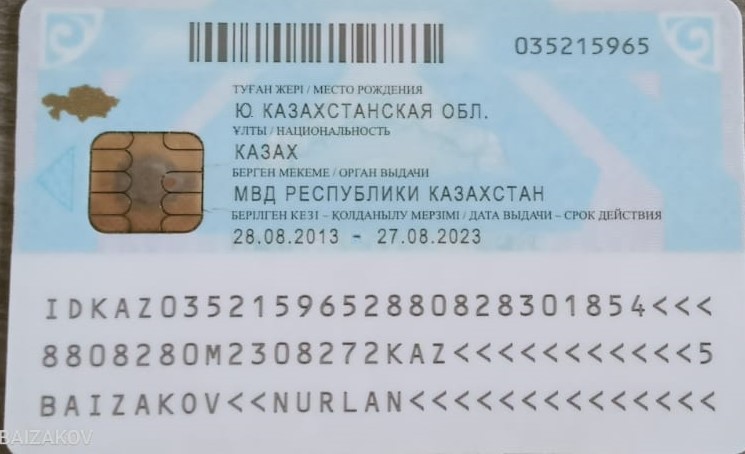 035215965
ТУҒАН ЖЕРІ / МЕСТО РОЖДЕНИЯ
Ю. КАЗАХСТАНСКАЯ ОБЛ.
ҰЛТЫ / НАЦИОНАЛЬНОСТЬ
КАЗАХ
БЕРГЕН МЕКЕМЕ / ОРГАН ВЫДАЧИ
МВД РЕСПУБЛИКИ КАЗАХСТАН
БЕРІЛГЕН КЕЗІ – ҚОЛДАНЫЛУ МЕРЗІМІ / ДАТА ВЫДАЧИ – СРОК ДЕЙСТВИЯ
28.08.2013 - 27.08.2023
IDKAZ0352159652880828301854<<<
8808280M2308272KAZ<<<<<<<<<<<5
BAIZAKOV<<NURLAN<<<<<<<<<<<<<<
BAIZAKOV